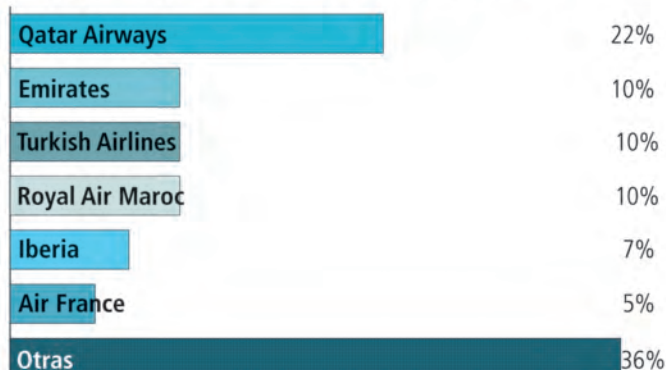 Qatar Airways 22%
Emirates 10%
Turkish Airlines 10%
Royal Air Maroc 10%
Iberia 7%
Air France 5%
Otras 36%